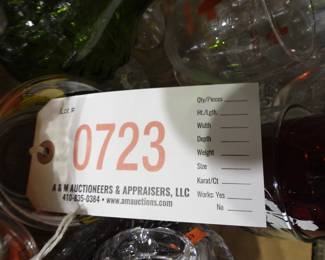 LOT #
0723
A & M AUCTIONEERS & APPRAISERS, LLC
410-835-0384 • www.amauctions.com
Qty/Pieces
Ht./Lgth.
Width
Depth
Weight
Size
Karat/Ct
Works: Yes
No